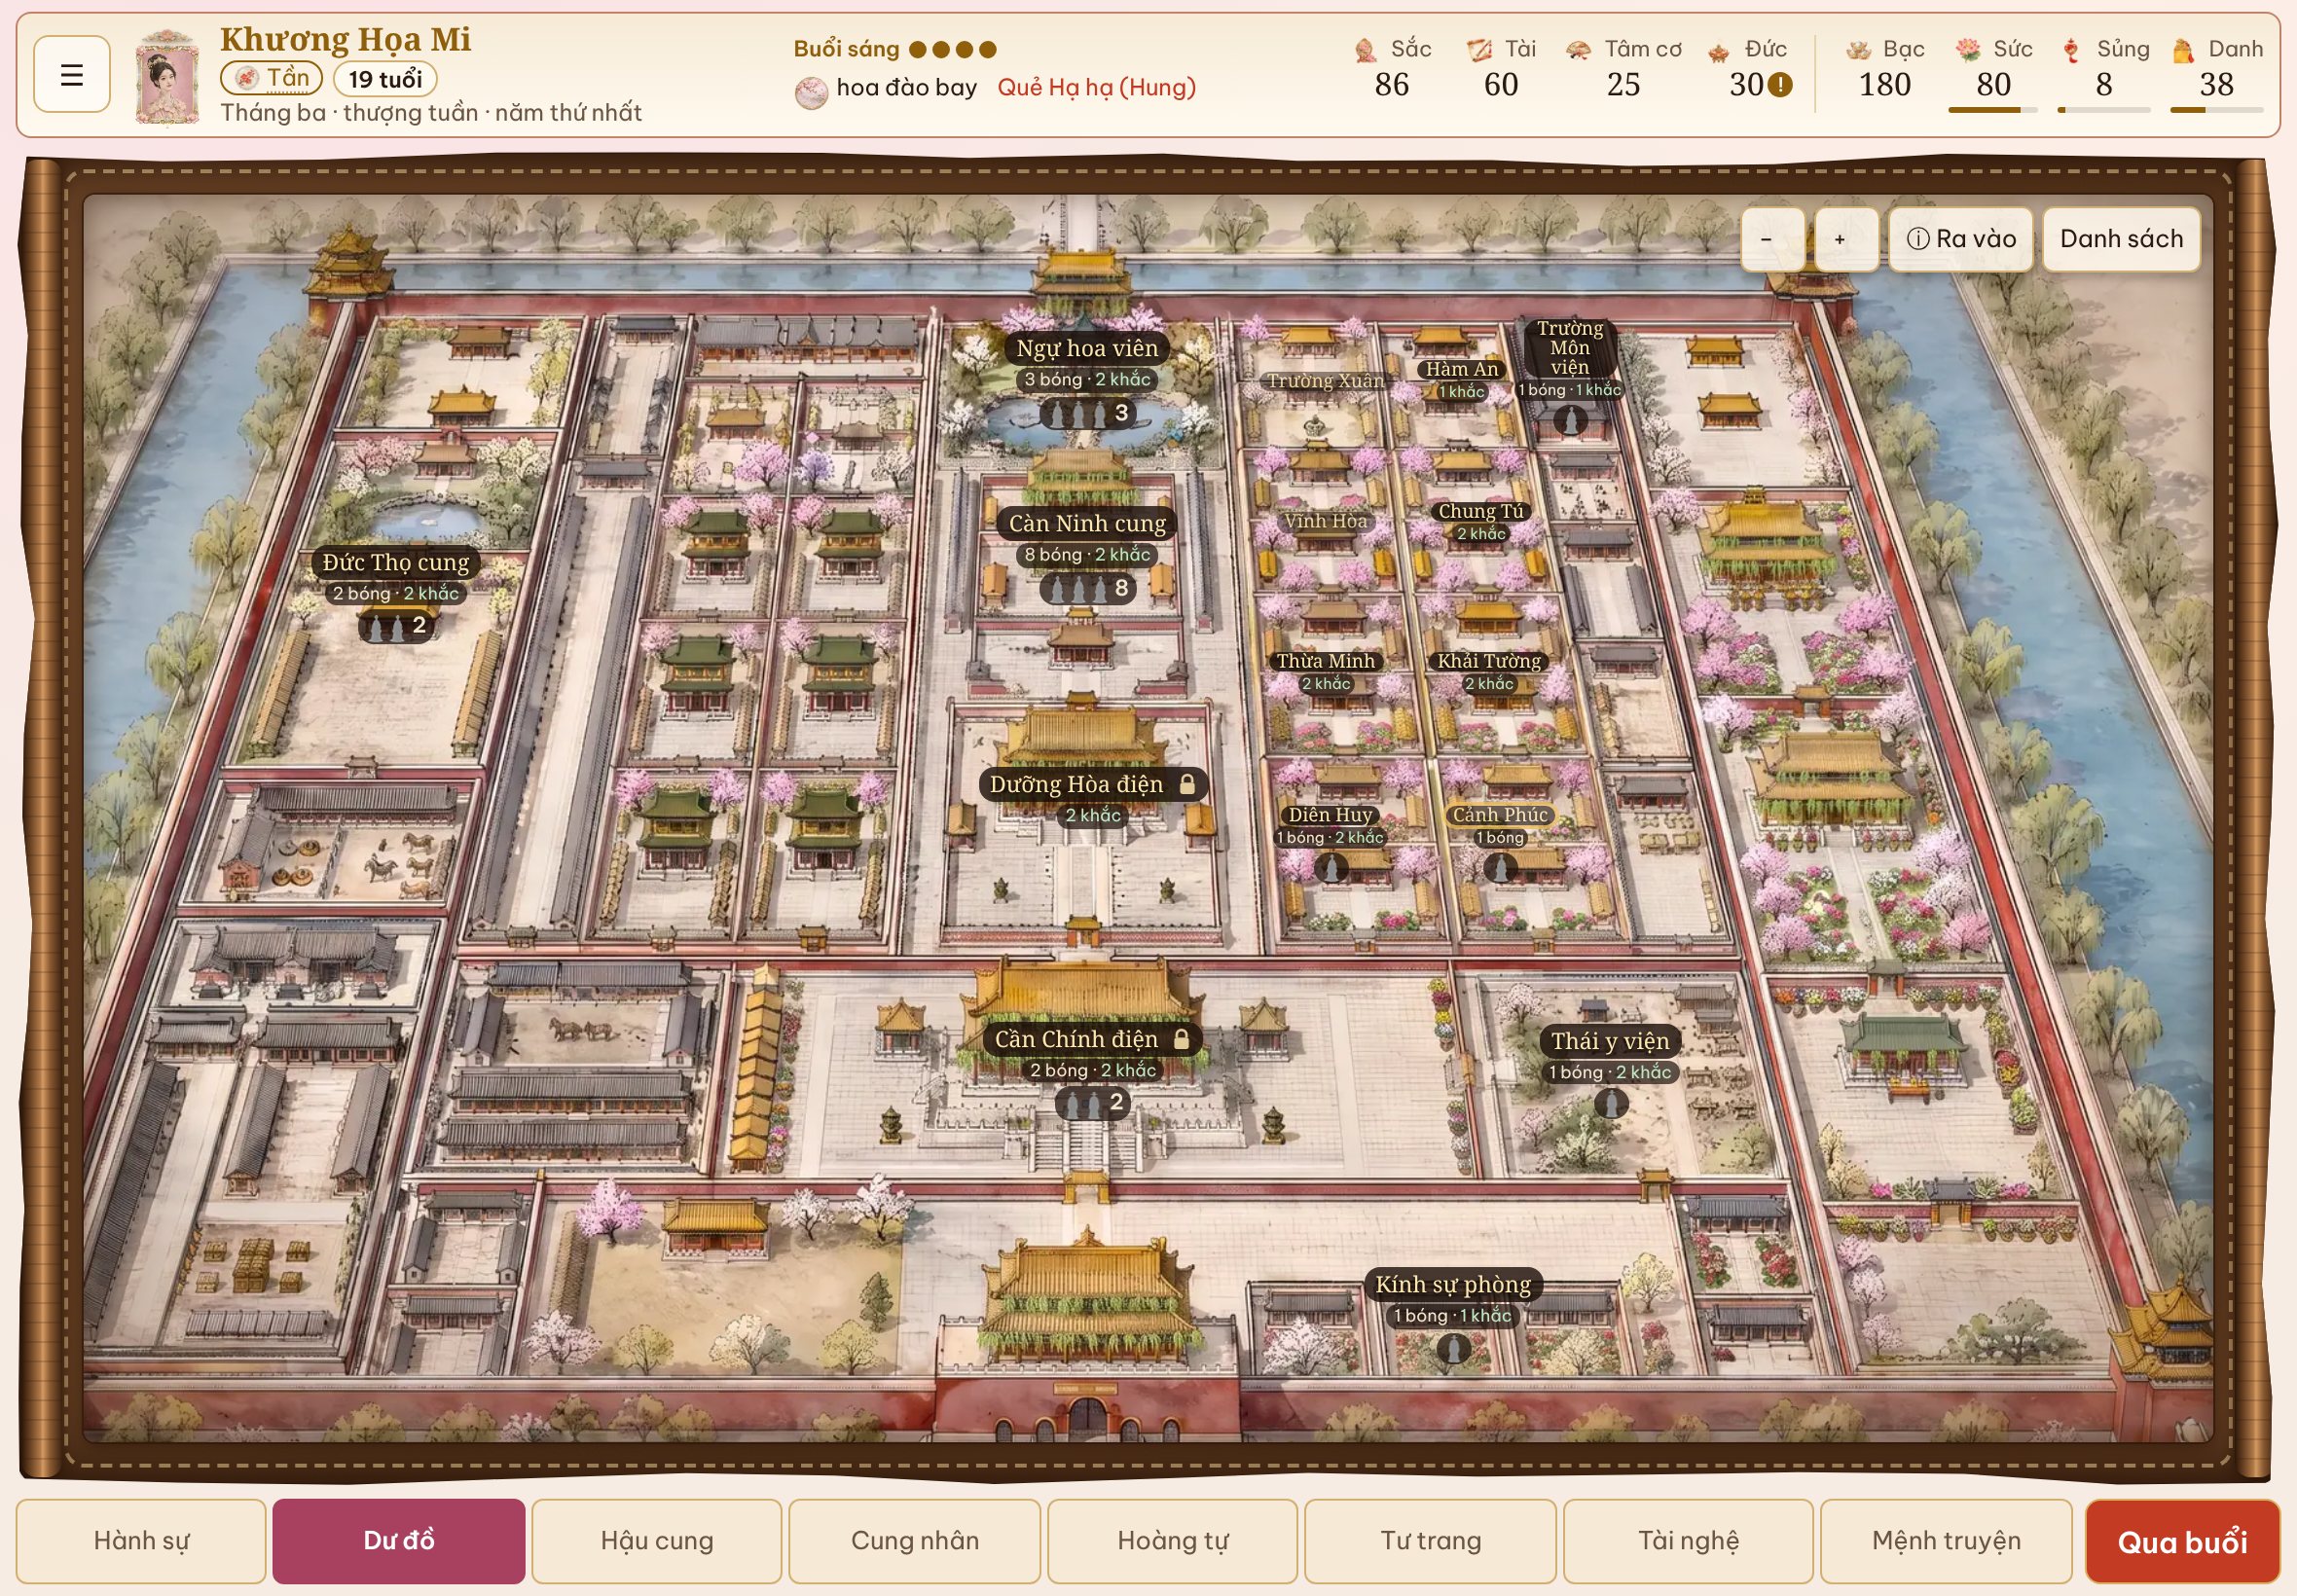 Khương Họa Mi
Tần
19 tuổi
Tháng ba · thượng tuần · năm thứ nhất
Buổi sáng
hoa đào bay
Quẻ Hạ hạ (Hung)
Sắc
86
Tài
60
Tâm cơ
25
Đức
30 !
Bạc
180
Sức
80
Sủng
8
Danh
38
−
+
ⓘ Ra vào
Danh sách
Ngự hoa viên
3 bóng · 2 khắc
3
Trường Xuân
Hàm An
1 khắc
Trường
Môn
viện
1 bóng · 1 khắc
Càn Ninh cung
8 bóng · 2 khắc
8
Vĩnh Hòa
Chung Tú
2 khắc
Đức Thọ cung
2 bóng · 2 khắc
2
Thừa Minh
2 khắc
Khải Tường
2 khắc
Dưỡng Hòa điện
2 khắc
Diên Huy
1 bóng · 2 khắc
Cảnh Phúc
1 bóng
Cần Chính điện
2 bóng · 2 khắc
2
Thái y viện
1 bóng · 2 khắc
Kính sự phòng
1 bóng · 1 khắc
Hành sự
Dư đồ
Hậu cung
Cung nhân
Hoàng tự
Tư trang
Tài nghệ
Mệnh truyện
Qua buổi